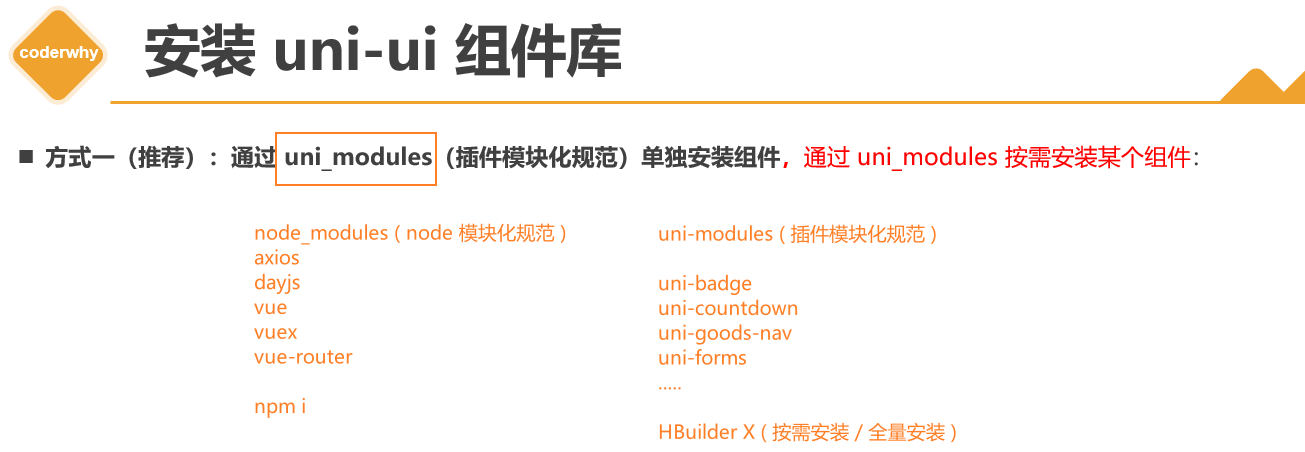 coderwhy
安装 uni-ui 组件库
■ 方式一（推荐）：通过 uni_modules（插件模块化规范）单独安装组件，通过 uni_modules 按需安装某个组件：
node_modules ( node 模块化规范 )
axios
dayjs
vue
vuex
vue-router
npm i
uni-modules ( 插件模块化规范 )
uni-badge
uni-countdown
uni-goods-nav
uni-forms
.....
HBuilder X ( 按需安装 / 全量安装 )